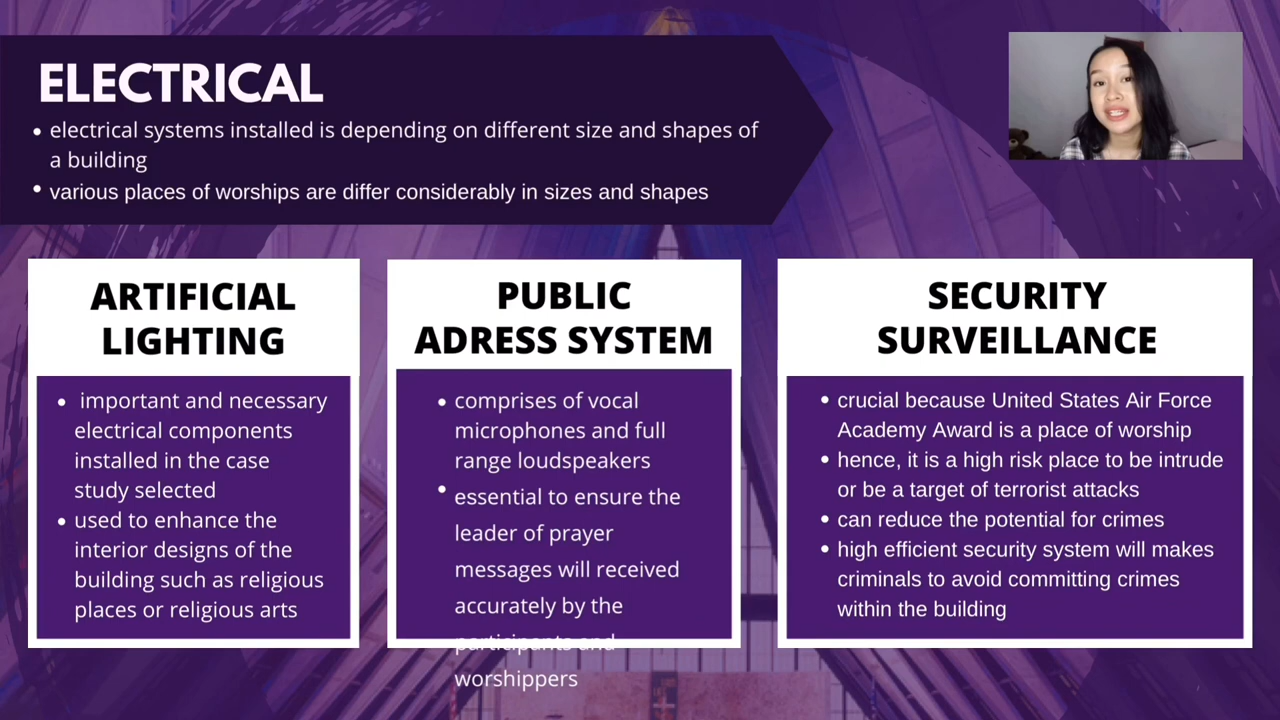 ELECTRICAL
• electrical systems installed is depending on different size and shapes of
a building
• various places of worships are differ considerably in sizes and shapes
ARTIFICIAL
LIGHTING
• important and necessary
electrical components
installed in the case
study selected
• used to enhance the
interior designs of the
building such as religious
places or religious arts
PUBLIC
ADRESS SYSTEM
• comprises of vocal
microphones and full
range loudspeakers
• essential to ensure the
leader of prayer
messages will received
accurately by the
participants and
worshippers
SECURITY
SURVEILLANCE
• crucial because United States Air Force
Academy Award is a place of worship
• hence, it is a high risk place to be intrude
or be a target of terrorist attacks
• can reduce the potential for crimes
• high efficient security system will makes
criminals to avoid committing crimes
within the building